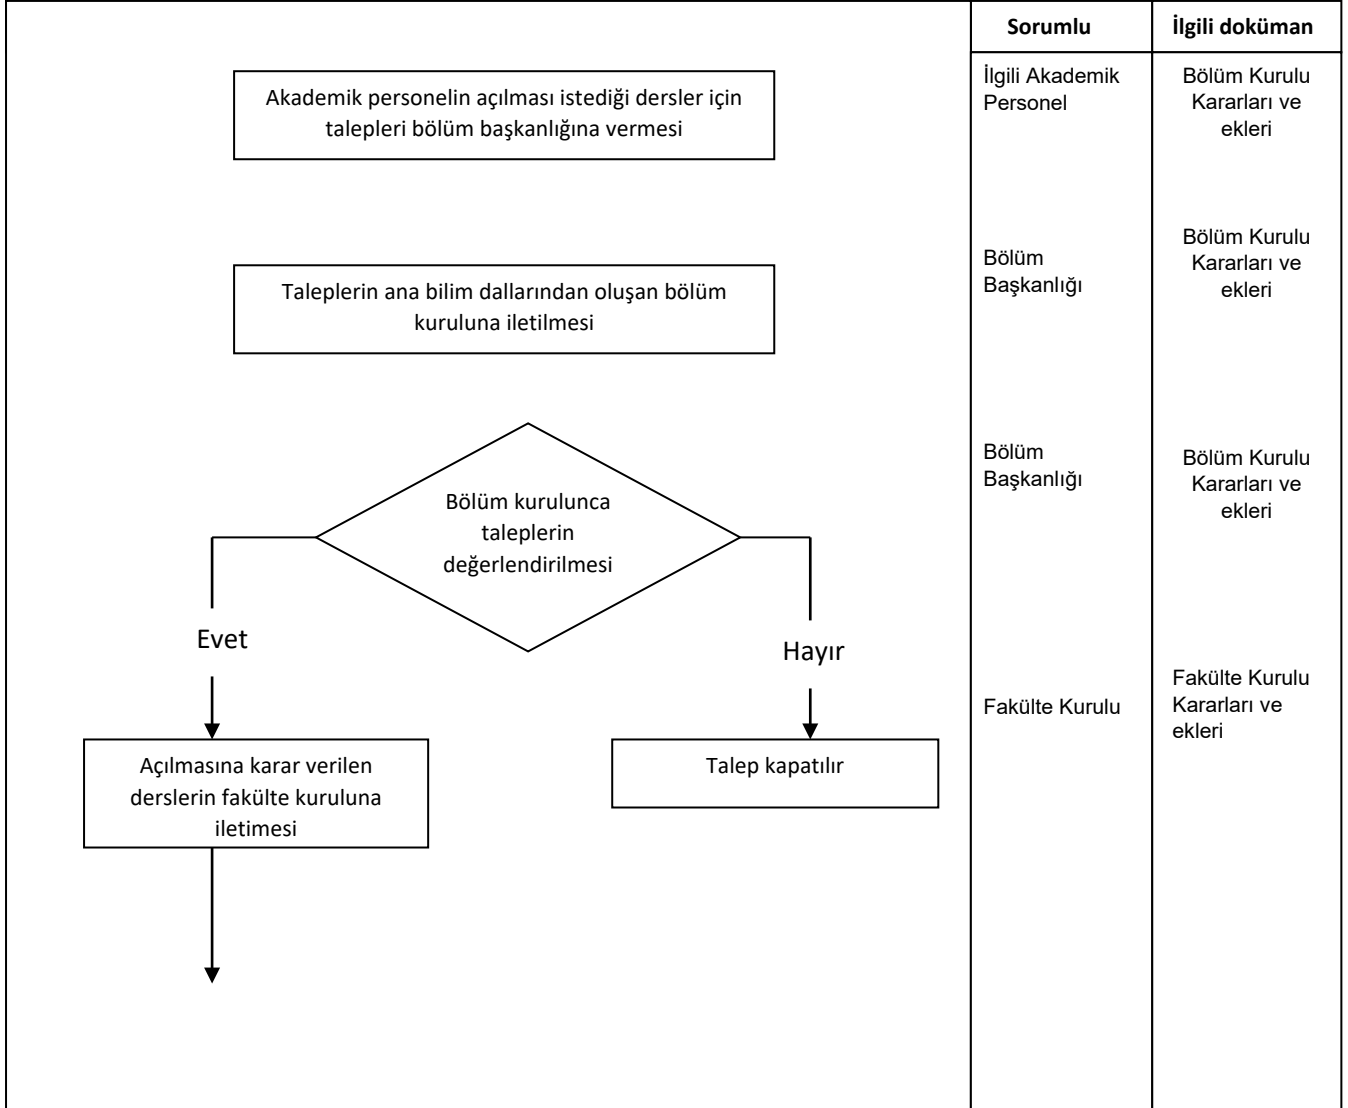 Sorumlu
İlgili doküman
Akademik personelin açılması istediği dersler için
talepleri bölüm başkanlığına vermesi
İlgili Akademik
Personel
Bölüm Kurulu
Kararları ve
ekleri
Taleplerin ana bilim dallarından oluşan bölüm
kuruluna iletilmesi
Bölüm
Başkanlığı
Bölüm Kurulu
Kararları ve
ekleri
Bölüm kurulunca
taleplerin
değerlendirilmesi
Bölüm
Başkanlığı
Bölüm Kurulu
Kararları ve
ekleri
Evet
Hayır
Açılmasına karar verilen
derslerin fakülte kuruluna
iletimesi
Talep kapatılır
Fakülte Kurulu
Fakülte Kurulu
Kararları ve
ekleri